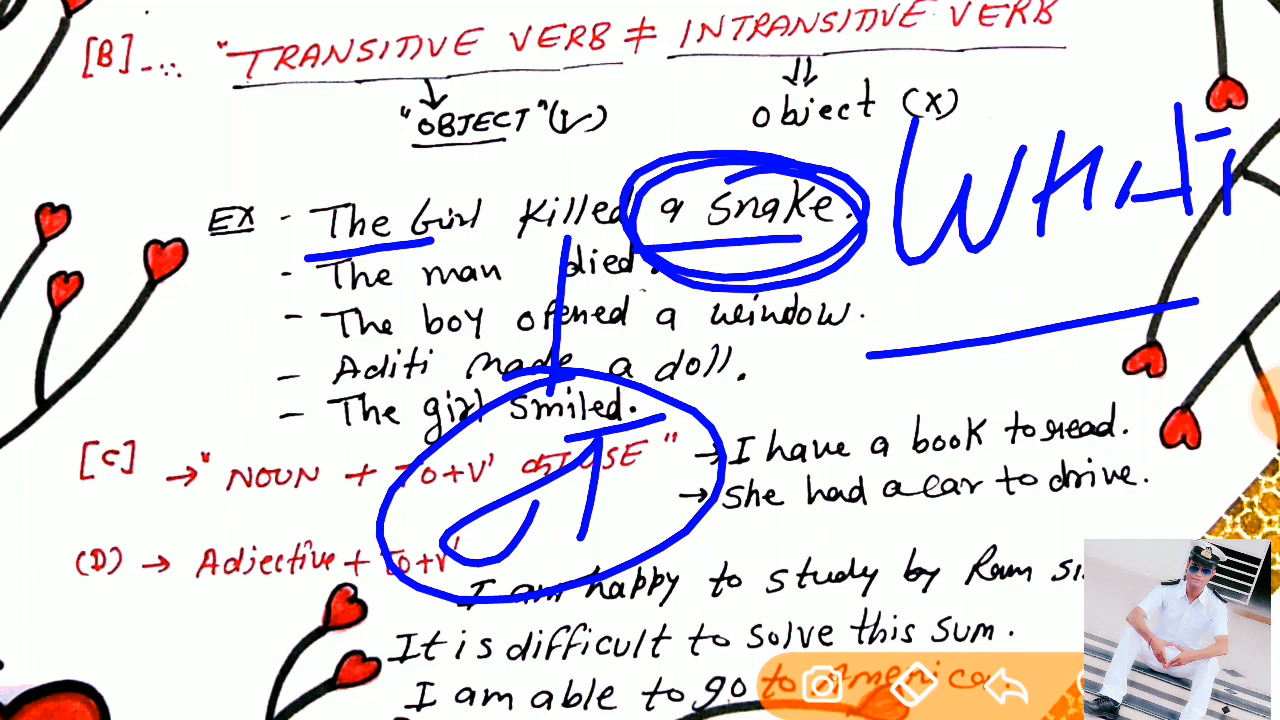 [B]-... "TRANSITIVE VERB ≠ INTRANSITIVE VERB
"OBJECT" (✓) object (X)
WHAT
EX - The Girl killed a snake.
- The man died.
- The boy opened a window.
- Aditi made a doll.
- The girl smiled.
[C] → " NOUN + To+V' USE " → I have a book to read.
→ She had a car to drive.
(D) → Adjective + To+V'
I am happy to study by Ram
It is difficult to solve this sum.
I am able to go to America